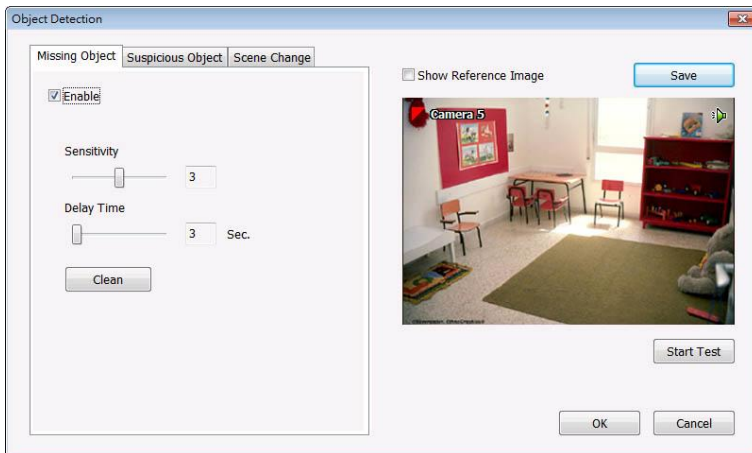 Object Detection
Missing Object
Suspicious Object
Scene Change
Enable
Sensitivity
3
Delay Time
3 Sec.
Clean
Show Reference Image
Save
Camera 5
Start Test
OK
Cancel